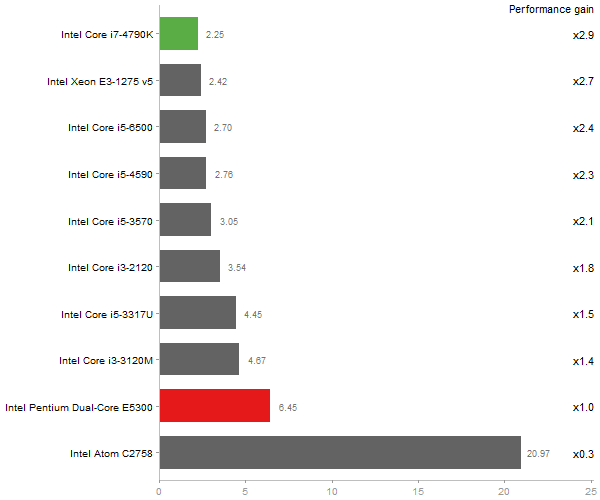 Performance gain
Intel Core i7-4790K 2.25 x2.9
Intel Xeon E3-1275 v5 2.42 x2.7
Intel Core i5-6500 2.70 x2.4
Intel Core i5-4590 2.76 x2.3
Intel Core i5-3570 3.05 x2.1
Intel Core i3-2120 3.54 x1.8
Intel Core i5-3317U 4.45 x1.5
Intel Core i3-3120M 4.67 x1.4
Intel Pentium Dual-Core E5300 6.45 x1.0
Intel Atom C2758 20.97 x0.3
0 5 10 15 20 25